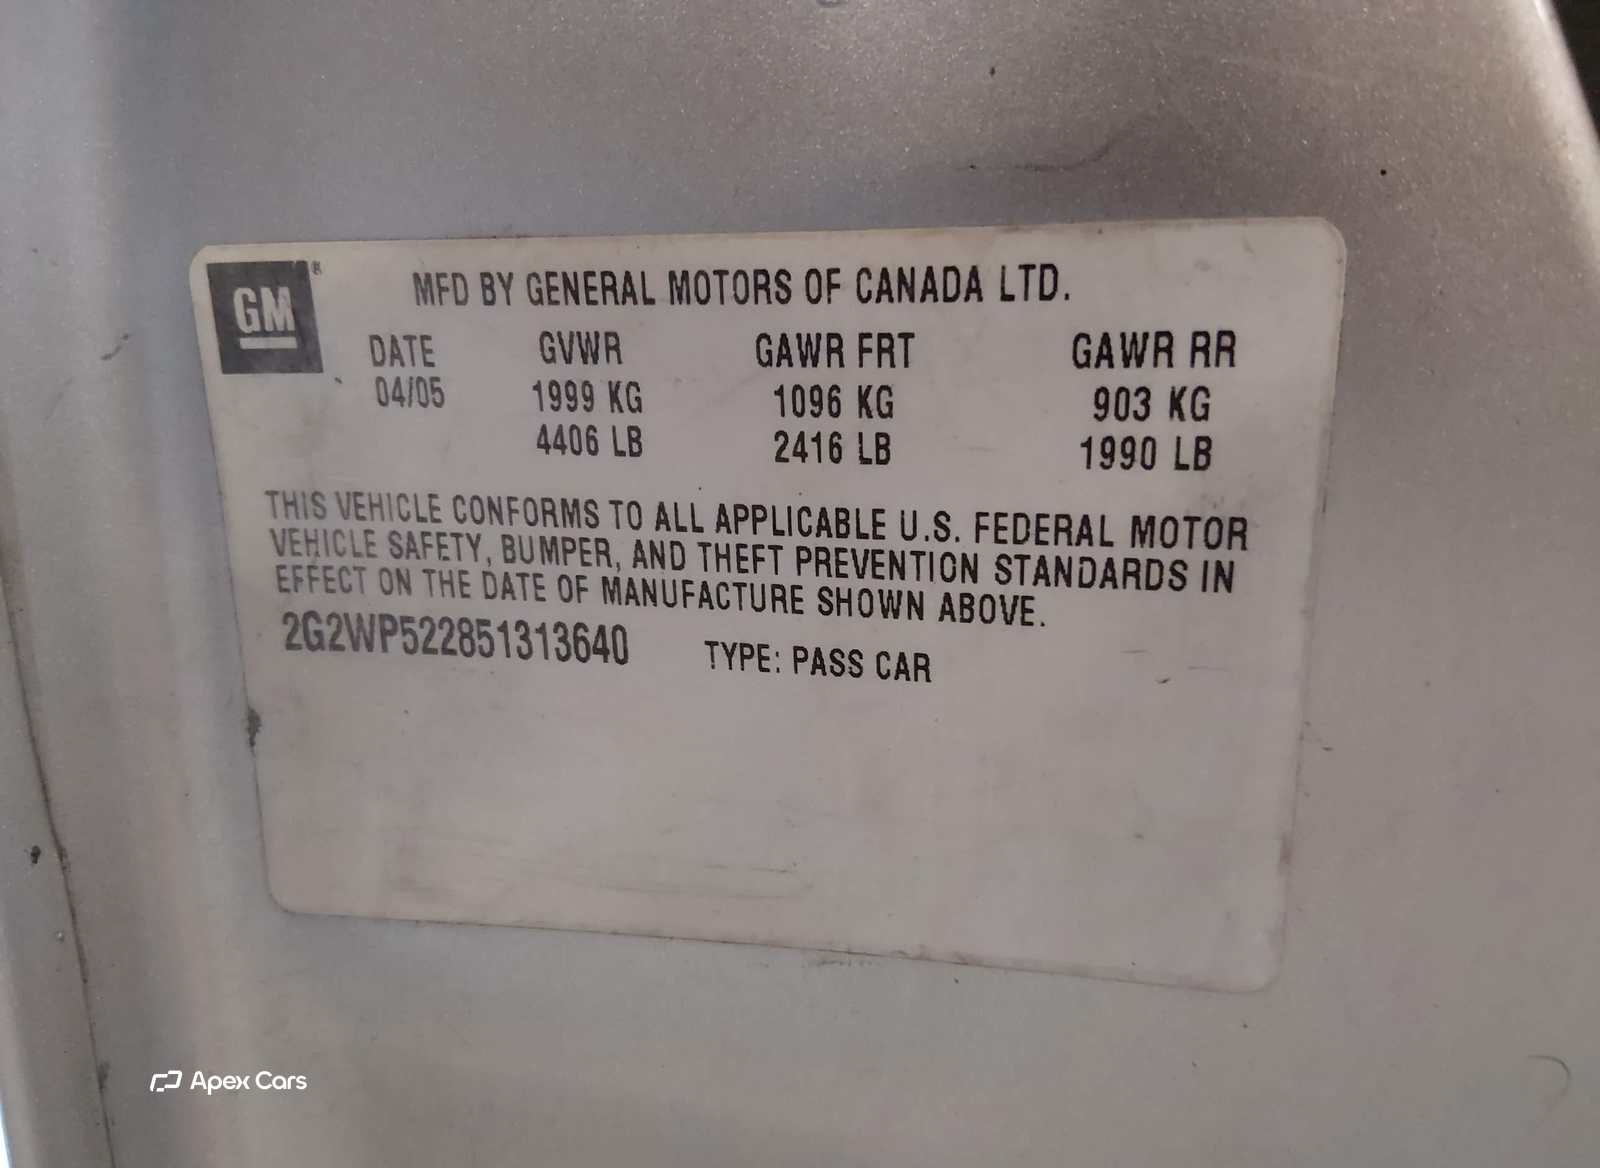 GM®
MFD BY GENERAL MOTORS OF CANADA LTD.
DATE GVWR GAWR FRT GAWR RR
04/05 1999 KG 1096 KG 903 KG
4406 LB 2416 LB 1990 LB
THIS VEHICLE CONFORMS TO ALL APPLICABLE U.S. FEDERAL MOTOR
VEHICLE SAFETY, BUMPER, AND THEFT PREVENTION STANDARDS IN
EFFECT ON THE DATE OF MANUFACTURE SHOWN ABOVE.
2G2WP522851313640 TYPE: PASS CAR
Apex Cars